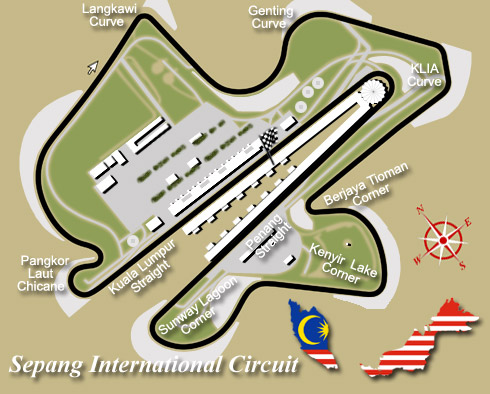 Langkawi
Curve
Genting
Curve
KLIA
Curve
Berjaya Tioman
Corner
Penang
Straight
Kenyir Lake
Corner
Kuala Lumpur
Straight
Pangkor
Laut
Chicane
Sunway Lagoon
Corner
N
E
W
S
Sepang International Circuit